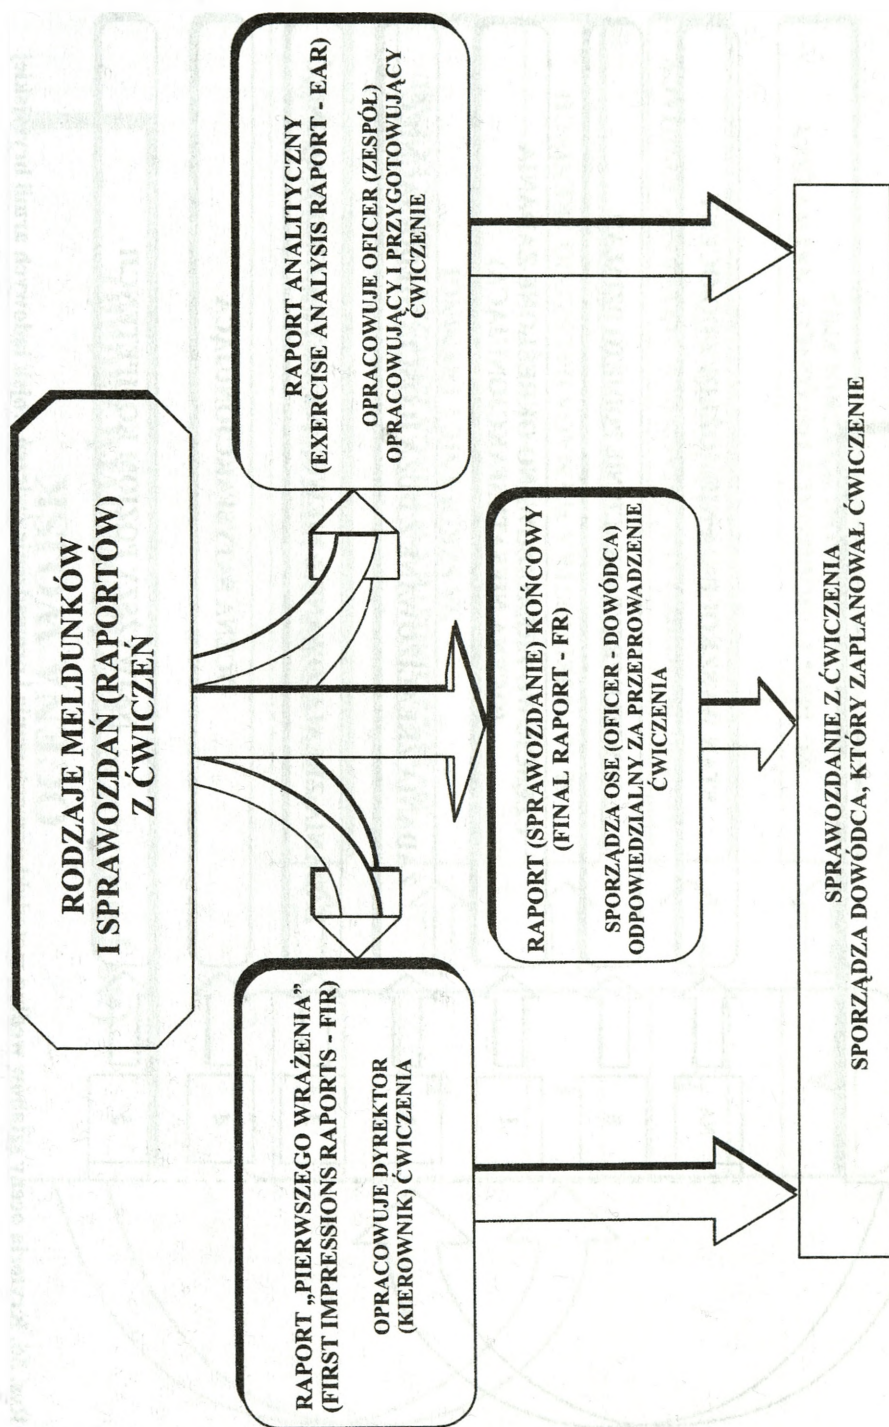 RODZAJE MELDUNKÓW
I SPRAWOZDAŃ (RAPORTÓW)
Z ĆWICZEŃ
RAPORT „PIERWSZEGO WRAŻENIA”
(FIRST IMPRESSIONS RAPORTS - FIR)
OPRACOWUJE DYREKTOR
(KIEROWNIK) ĆWICZENIA
RAPORT (SPRAWOZDANIE) KOŃCOWY
(FINAL RAPORT - FR)
SPORZĄDZA OSE (OFICER - DOWÓDCA)
ODPOWIEDZIALNY ZA PRZEPROWADZENIE
ĆWICZENIA
RAPORT ANALITYCZNY
(EXERCISE ANALYSIS RAPORT - EAR)
OPRACOWUJE OFICER (ZESPÓŁ)
OPRACOWUJĄCY I PRZYGOTOWUJĄCY
ĆWICZENIE
SPRAWOZDANIE Z ĆWICZENIA
SPORZĄDZA DOWÓDCA, KTÓRY ZAPLANOWAŁ ĆWICZENIE